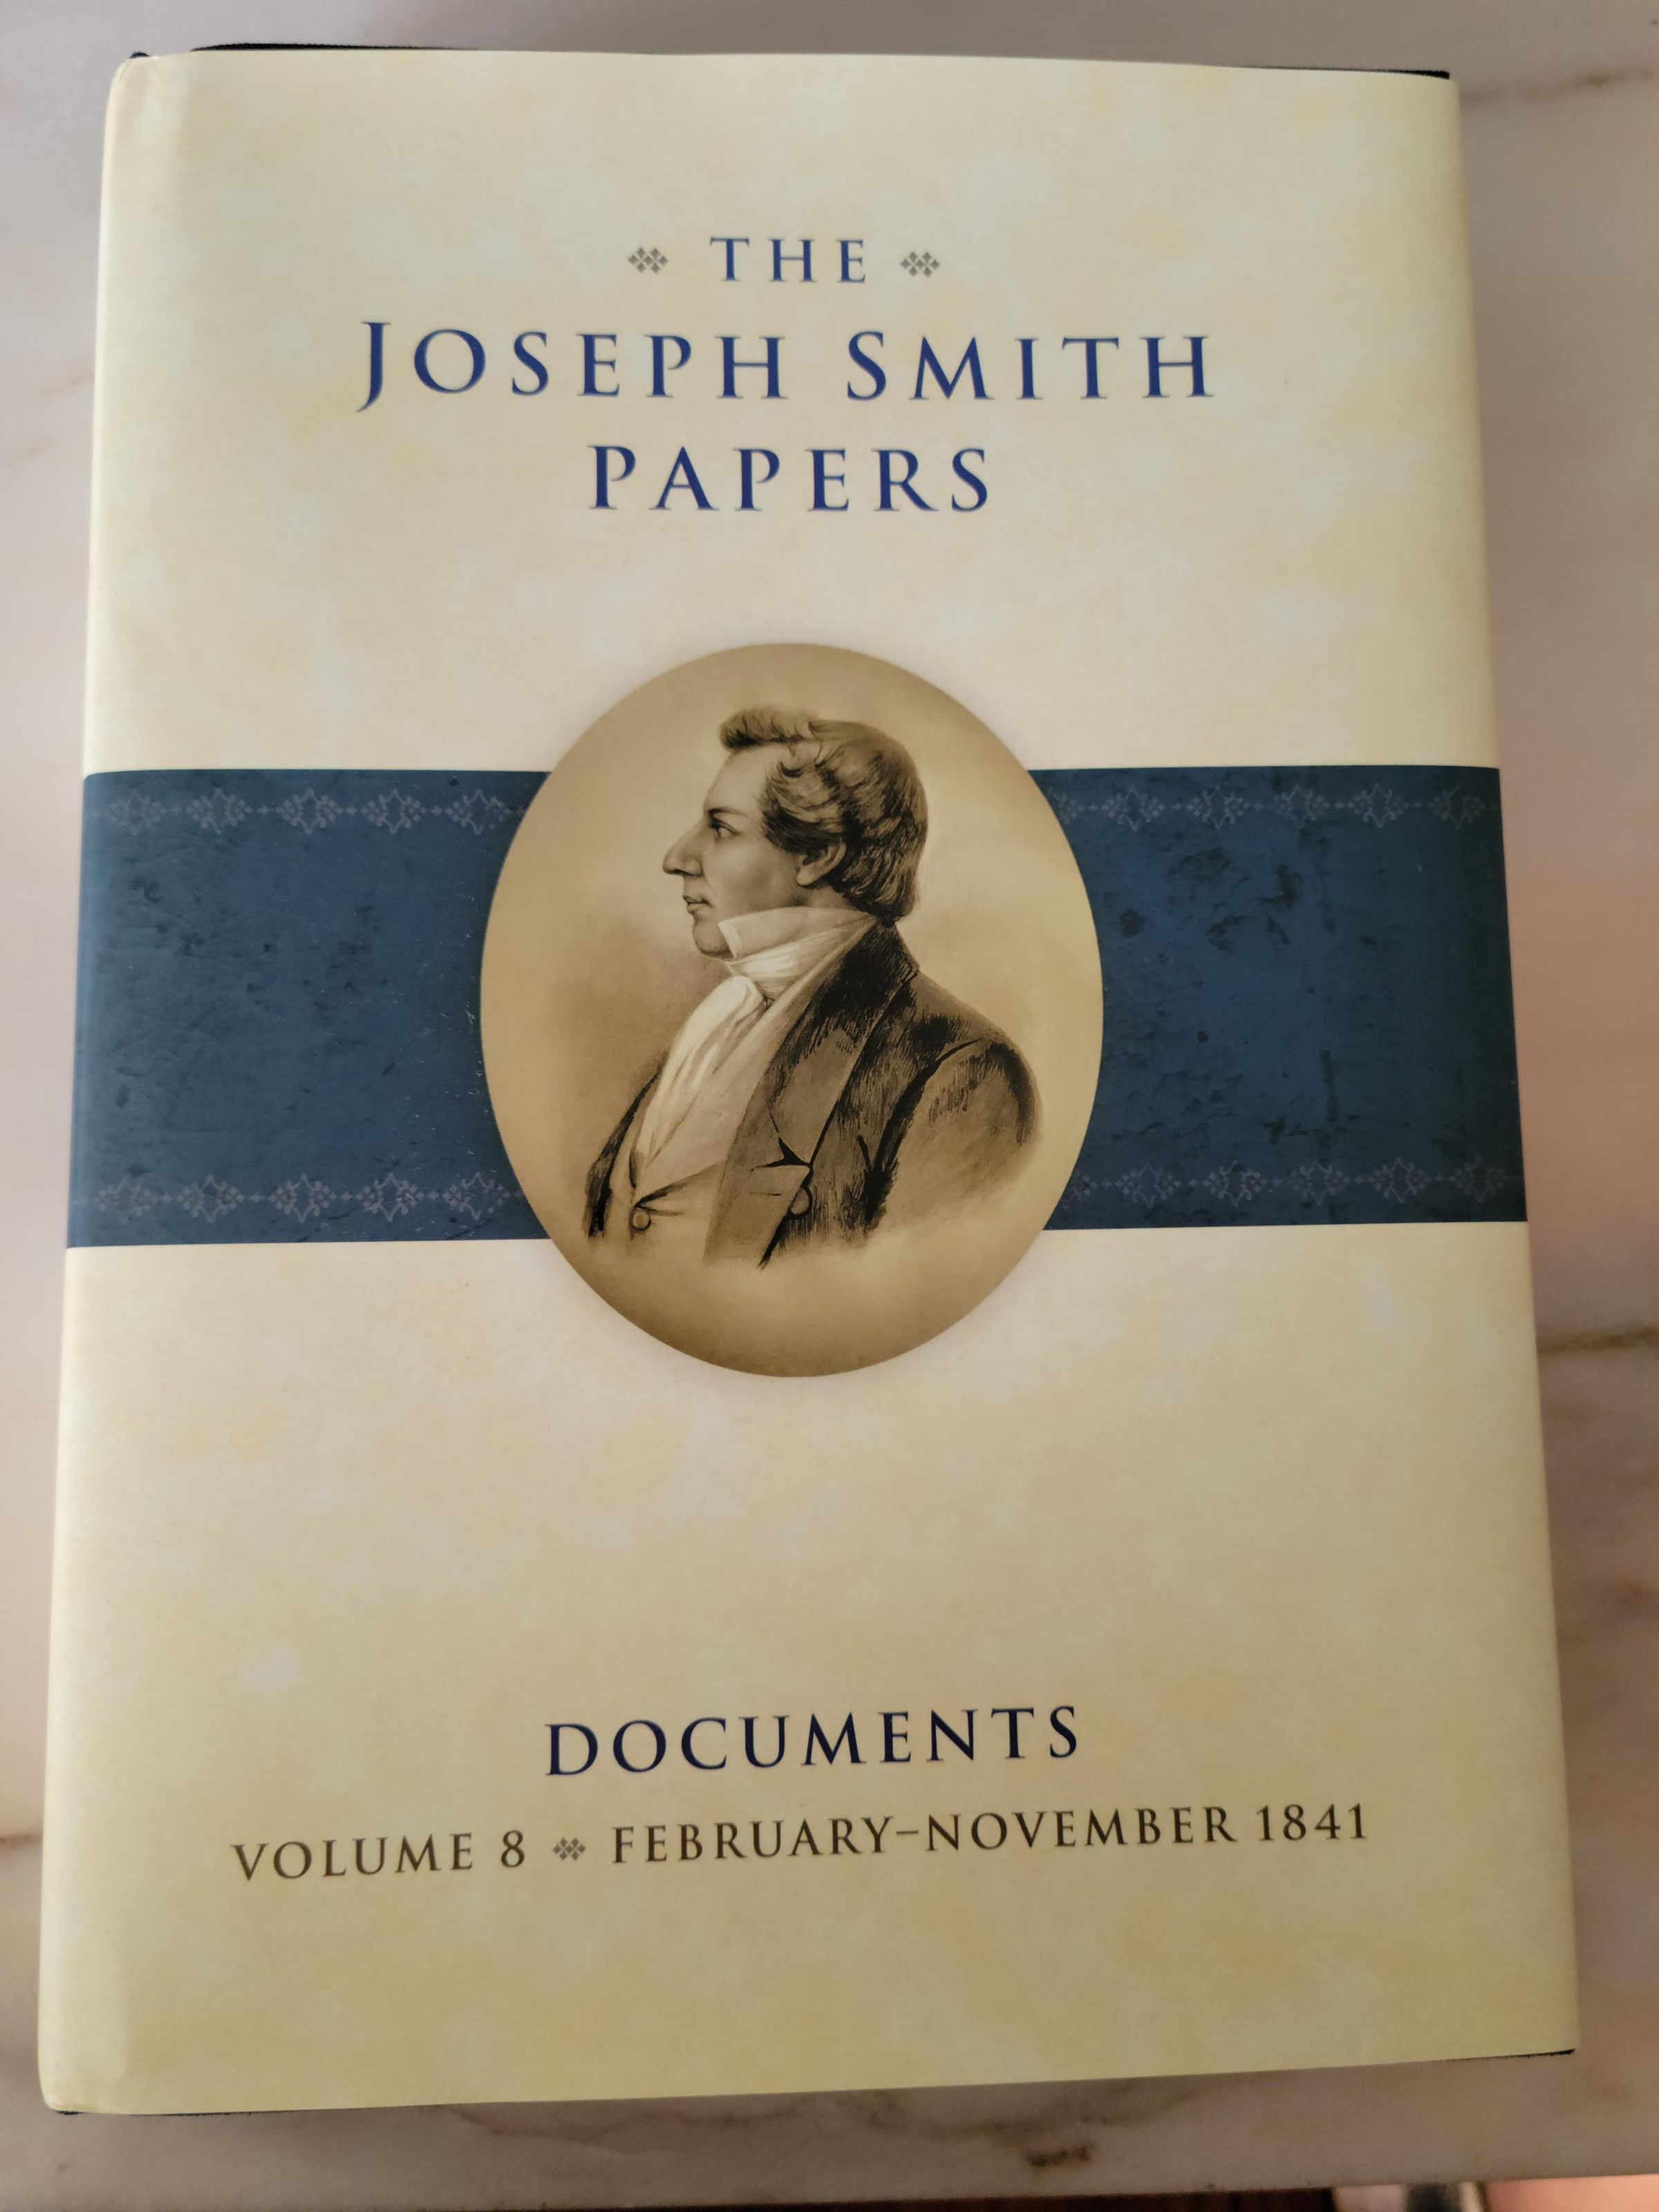 THE
JOSEPH SMITH
PAPERS
DOCUMENTS
VOLUME 8 FEBRUARY–NOVEMBER 1841